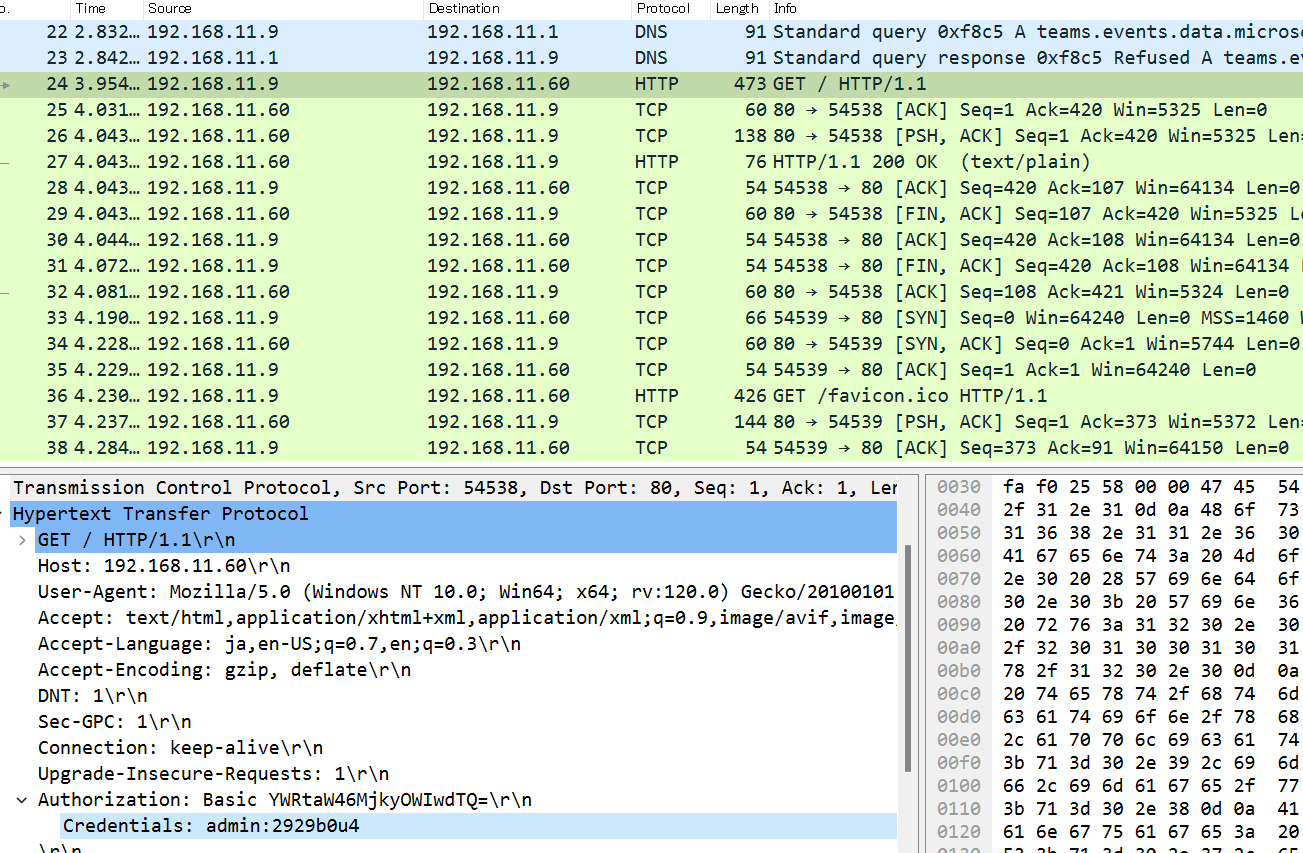 o. Time Source Destination Protocol Length Info
22 2.832… 192.168.11.9 192.168.11.1 DNS 91 Standard query 0xf8c5 A teams.events.data.micros
23 2.842… 192.168.11.1 192.168.11.9 DNS 91 Standard query response 0xf8c5 Refused A teams.e
24 3.954… 192.168.11.9 192.168.11.60 HTTP 473 GET / HTTP/1.1
25 4.031… 192.168.11.60 192.168.11.9 TCP 60 80 → 54538 [ACK] Seq=1 Ack=420 Win=5325 Len=0
26 4.043… 192.168.11.60 192.168.11.9 TCP 138 80 → 54538 [PSH, ACK] Seq=1 Ack=420 Win=5325 Len=
27 4.043… 192.168.11.60 192.168.11.9 HTTP 76 HTTP/1.1 200 OK (text/plain)
28 4.043… 192.168.11.9 192.168.11.60 TCP 54 54538 → 80 [ACK] Seq=420 Ack=107 Win=64134 Len=0
29 4.043… 192.168.11.60 192.168.11.9 TCP 60 80 → 54538 [FIN, ACK] Seq=107 Ack=420 Win=5325 L
30 4.044… 192.168.11.9 192.168.11.60 TCP 54 54538 → 80 [ACK] Seq=420 Ack=108 Win=64134 Len=0
31 4.072… 192.168.11.9 192.168.11.60 TCP 54 54538 → 80 [FIN, ACK] Seq=420 Ack=108 Win=64134
32 4.081… 192.168.11.60 192.168.11.9 TCP 60 80 → 54538 [ACK] Seq=108 Ack=421 Win=5324 Len=0
33 4.190… 192.168.11.9 192.168.11.60 TCP 66 54539 → 80 [SYN] Seq=0 Win=64240 Len=0 MSS=1460
34 4.228… 192.168.11.60 192.168.11.9 TCP 60 80 → 54539 [SYN, ACK] Seq=0 Ack=1 Win=5744 Len=0
35 4.229… 192.168.11.9 192.168.11.60 TCP 54 54539 → 80 [ACK] Seq=1 Ack=1 Win=64240 Len=0
36 4.230… 192.168.11.9 192.168.11.60 HTTP 426 GET /favicon.ico HTTP/1.1
37 4.237… 192.168.11.60 192.168.11.9 TCP 144 80 → 54539 [PSH, ACK] Seq=1 Ack=373 Win=5372 Len=
38 4.284… 192.168.11.9 192.168.11.60 TCP 54 54539 → 80 [ACK] Seq=373 Ack=91 Win=64150 Len=0
Transmission Control Protocol, Src Port: 54538, Dst Port: 80, Seq: 1, Ack: 1, Ler
Hypertext Transfer Protocol
GET / HTTP/1.1\r\n
Host: 192.168.11.60\r\n
User-Agent: Mozilla/5.0 (Windows NT 10.0; Win64; x64; rv:120.0) Gecko/20100101
Accept: text/html,application/xhtml+xml,application/xml;q=0.9,image/avif,image,
Accept-Language: ja,en-US;q=0.7,en;q=0.3\r\n
Accept-Encoding: gzip, deflate\r\n
DNT: 1\r\n
Sec-GPC: 1\r\n
Connection: keep-alive\r\n
Upgrade-Insecure-Requests: 1\r\n
Authorization: Basic YWRtaW46MjkyOWIwdTQ=\r\n
Credentials: admin:2929b0u4
\r\n
0030 fa f0 25 58 00 00 47 45 54
0040 2f 31 2e 31 0d 0a 48 6f 73
0050 31 36 38 2e 31 31 2e 36 30
0060 41 67 65 6e 74 3a 20 4d 6f
0070 2e 30 20 28 57 69 6e 64 6f
0080 30 2e 30 3b 20 57 69 6e 36
0090 20 72 76 3a 31 32 30 2e 30
00a0 2f 32 30 31 30 30 31 30 31
00b0 78 2f 31 32 30 2e 30 0d 0a
00c0 20 74 65 78 74 2f 68 74 6d
00d0 63 61 74 69 6f 6e 2f 78 68
00e0 2c 61 70 70 6c 69 63 61 74
00f0 3b 71 3d 30 2e 39 2c 69 6d
0100 66 2c 69 6d 61 67 65 2f 77
0110 3b 71 3d 30 2e 38 0d 0a 41
0120 61 6e 67 75 61 67 65 3a 20